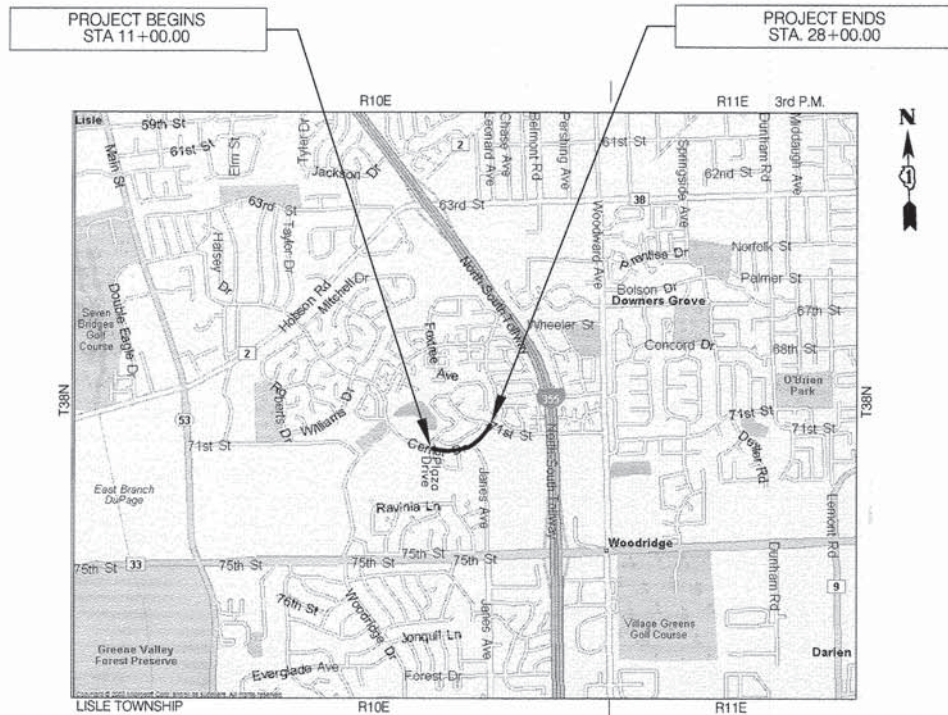 PROJECT BEGINS
STA 11+00.00
PROJECT ENDS
STA. 28+00.00
R10E
R11E
3rd P.M.
N
Lisle
59th St
61st St
Main St
Elm St
Tyler Dr
Jackson Dr
2
Leonard Ave
Chase Ave
Belmont Rd
Pershing Ave
61st St
Springside Ave
62nd St
Dunham Rd
Middaugh Ave
63rd St
63rd St
38
Halsey Dr
Taylor Dr
Hobson Rd
Mitchell Dr
North-South Tollway
Woodward Ave
Prentiss Dr
Norfolk St
Palmer St
Bolson Dr
Downers Grove
67th St
Double Eagle Dr
Seven
Bridges
Golf
Course
2
Foxtree
Ave
Wheeler St
Concord Dr
68th St
O'Brien
Park
355
T38N
T38N
53
Roberts Dr
Williams Dr
71st St
71st St
71st St
71st St
Plaza
Drive
Janes Ave
North-South Tollway
East Branch
DuPage
Ravinia Ln
Woodridge
Lemont Rd
75th St
33
75th St
75th St
75th St
75th St
76th St
Woodridge Dr
Janes Ave
Jonquil Ln
Dunham Rd
9
Village Greens
Golf Course
Greene Valley
Forest Preserve
Everglade Ave
Forest Dr
Darien
LISLE TOWNSHIP
R10E
R11E